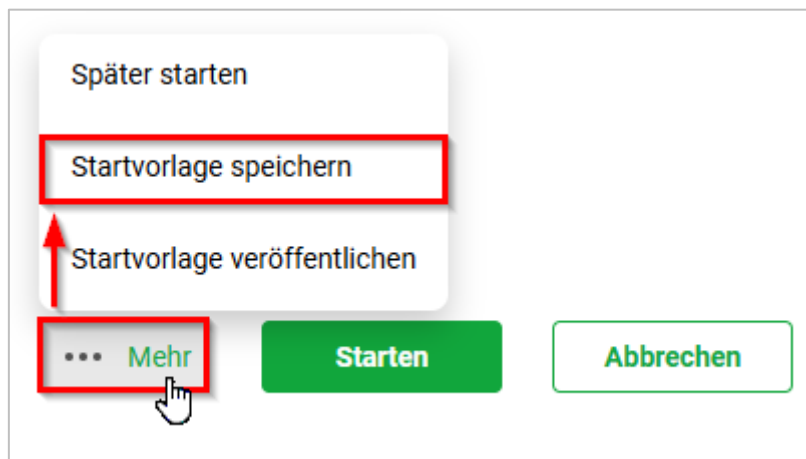 Später starten
Startvorlage speichern
Startvorlage veröffentlichen
••• Mehr
Starten
Abbrechen